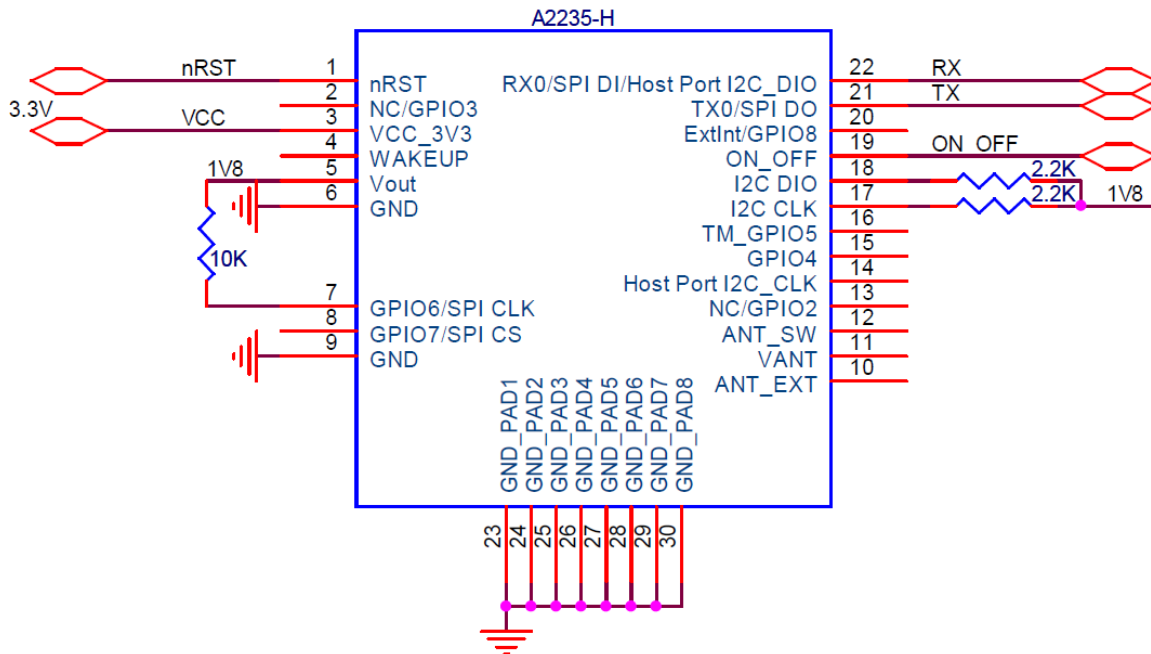 A2235-H
nRST
3.3V
VCC
1V8
10K
1
2
3
4
5
6
7
8
9
nRST
NC/GPIO3
VCC_3V3
WAKEUP
Vout
GND
GPIO6/SPI CLK
GPIO7/SPI CS
GND
RX0/SPI DI/Host Port I2C_DIO
TX0/SPI DO
ExtInt/GPIO8
ON_OFF
I2C DIO
I2C CLK
TM_GPIO5
GPIO4
Host Port I2C_CLK
NC/GPIO2
ANT_SW
VANT
ANT_EXT
22
21
20
19
18
17
16
15
14
13
12
11
10
RX
TX
ON_OFF
2.2K
2.2K
1V8
GND_PAD1
GND_PAD2
GND_PAD3
GND_PAD4
GND_PAD5
GND_PAD6
GND_PAD7
GND_PAD8
23
24
25
26
27
28
29
30